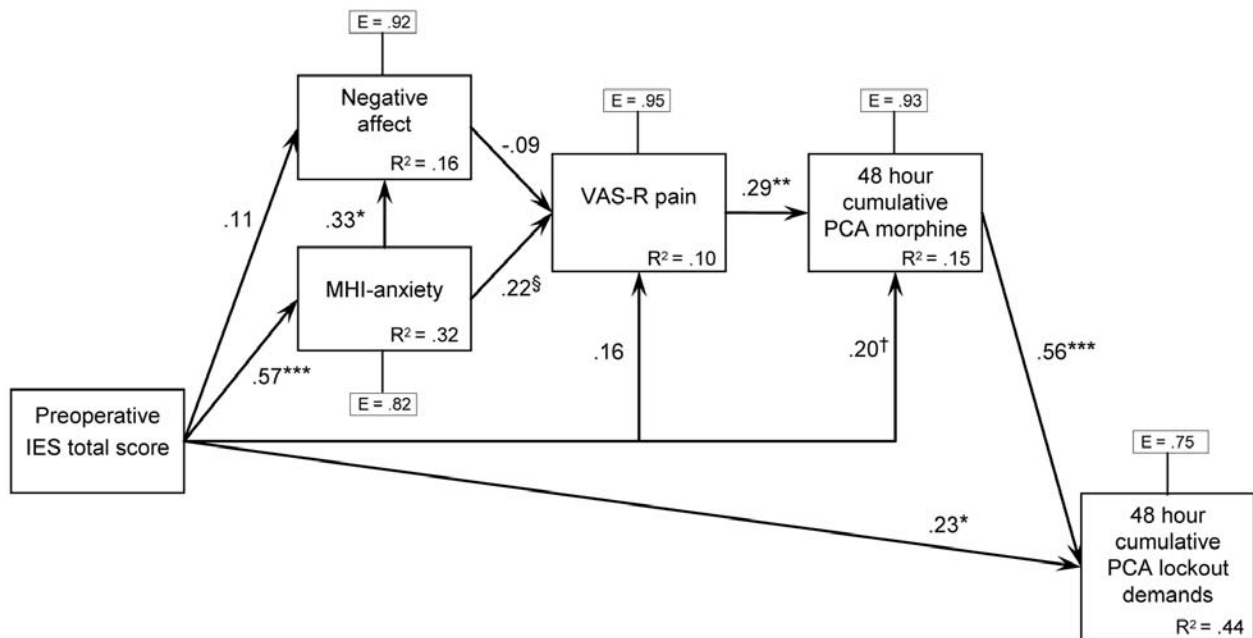 E = .92
Negative
affect
R² = .16
E = .95
VAS-R pain
R² = .10
E = .93
48 hour
cumulative
PCA morphine
R² = .15
-.09
.29**
.11
.33*
MHI-anxiety
R² = .32
.22§
.57***
E = .82
.16
.20†
.56***
Preoperative
IES total score
.23*
E = .75
48 hour
cumulative
PCA lockout
demands
R² = .44